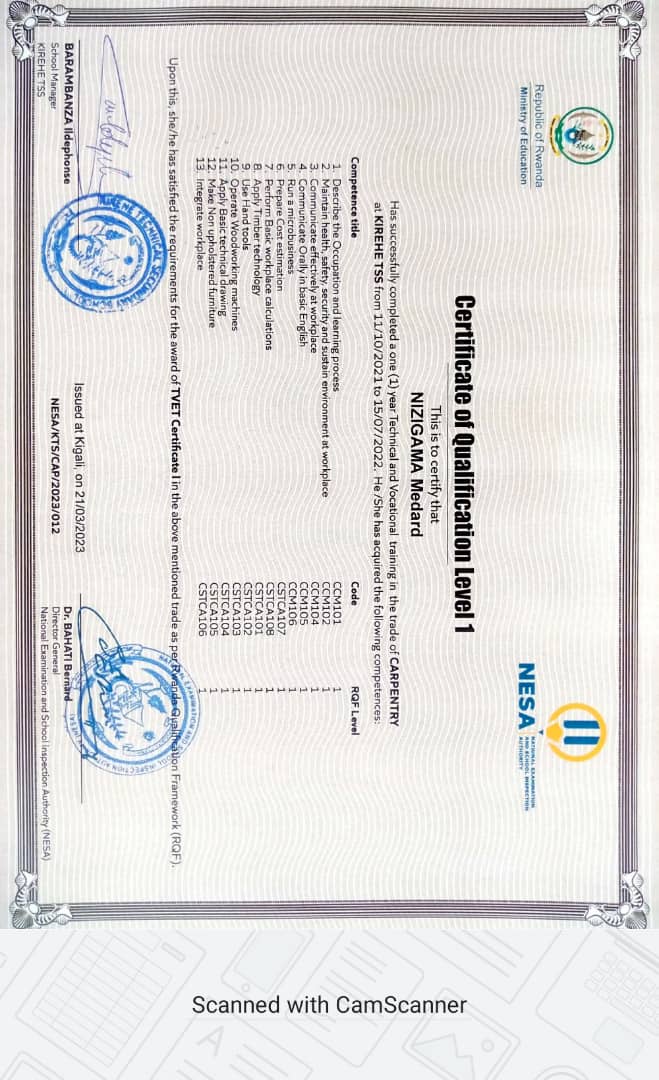 Republic of Rwanda
Ministry of Education
NESA
NATIONAL EXAMINATION
AND SCHOOL INSPECTION
AUTHORITY
Certificate of Qualification Level 1
This is to certify that
NIZIGAMA Medard
Has successfully completed a one (1) year Technical and Vocational training in the trade of CARPENTRY
at KIREHE TSS from 11/10/2021 to 15/07/2022. He /She has acquired the following competences:
Competence title Code RQF Level
1. Describe the Occupation and learning process CCM101 1
2. Maintain health, safety, security and sustain environment at workplace CCM102 1
3. Communicate effectively at workplace CCM104 1
4. Communicate Orally in basic English CCM105 1
5. Run a microbusiness CCM106 1
6. Prepare Cost estimation CSTCA107 1
7. Perform Basic workplace calculations CSTCA108 1
8. Apply Timber technology CSTCA101 1
9. Use Hand tools CSTCA102 1
10. Operate Woodworking machines CSTCA103 1
11. Apply Basic technical drawing CSTCA104 1
12. Make Non upholstered furniture CSTCA105 1
13. Integrate workplace CSTCA106 1
Upon this, she/he has satisfied the requirements for the award of TVET Certificate I in the above mentioned trade as per Rwanda Qualification Framework (RQF).
Issued at Kigali, on 21/03/2023
NESA/KTS/CAP/2023/012
BARAMBANZA Ildephonse
School Manager
KIREHE TSS
KIREHE TECHNICAL SECONDARY SCHOOL
Dr. BAHATI Bernard
Director General
National Examination and School Inspection Authority (NESA)
Scanned with CamScanner